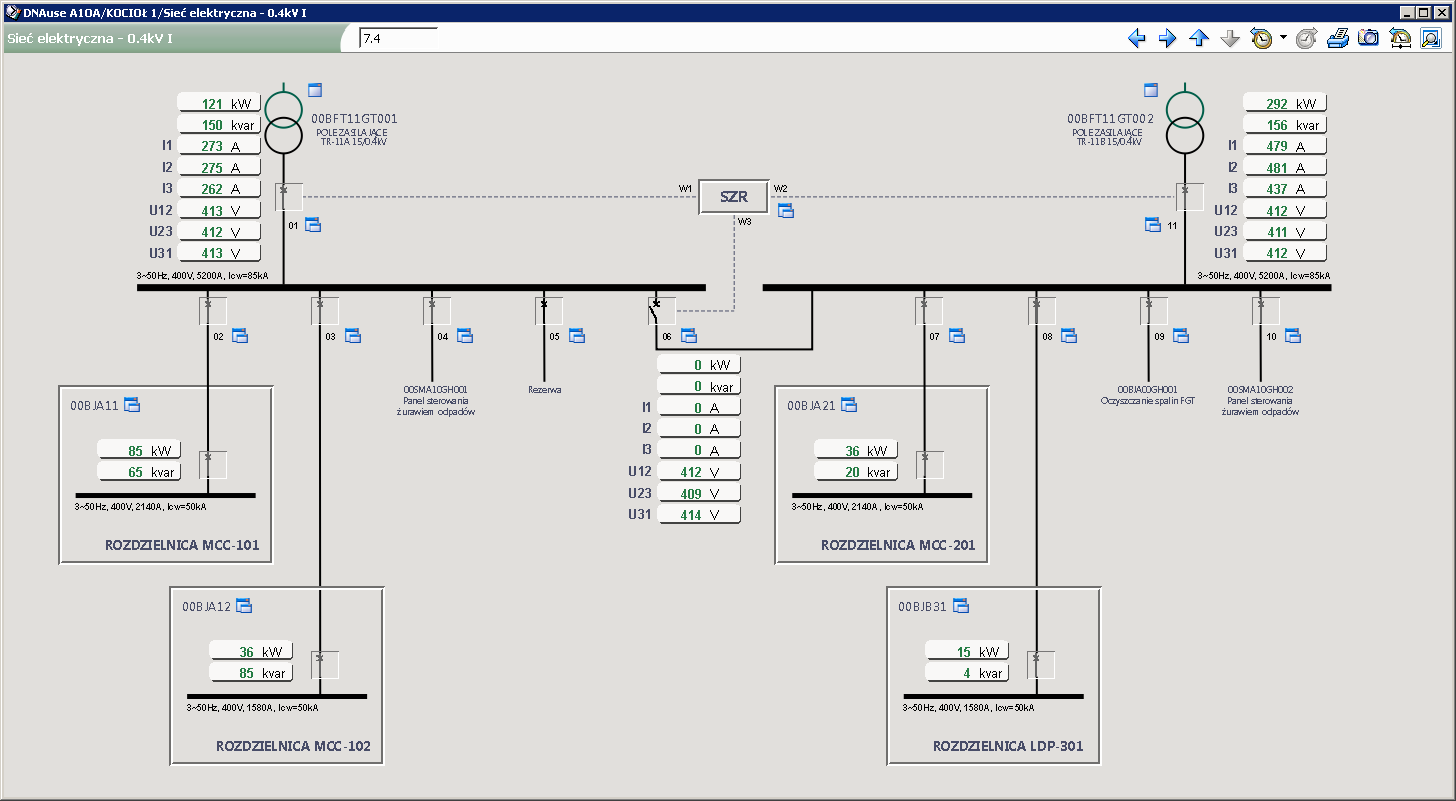 DNAuse A10A/KOCIOŁ 1/Sieć elektryczna - 0.4kV I
Sieć elektryczna - 0.4kV I
7.4
121 kW
150 kvar
I1 273 A
I2 275 A
I3 262 A
U12 413 V
U23 412 V
U31 413 V
3~50Hz, 400V, 5200A, Icw=85kA
00BFT11GT001
POLE ZASILAJĄCE
TR-11A 15/0.4kV
01
W1
SZR
W2
W3
00BFT11GT002
POLE ZASILAJĄCE
TR-11B 15/0.4kV
11
292 kW
156 kvar
I1 479 A
I2 481 A
I3 437 A
U12 412 V
U23 411 V
U31 412 V
3~50Hz, 400V, 5200A, Icw=85kA
02
03
04
05
06
07
08
09
10
00SMA10GH001
Panel sterowania
żurawiem odpadów
Rezerwa
0 kW
0 kvar
I1 0 A
I2 0 A
I3 0 A
U12 412 V
U23 409 V
U31 414 V
00BJA00GH001
Oczyszczanie spalin FGT
00SMA10GH002
Panel sterowania
żurawiem odpadów
00BJA11
85 kW
65 kvar
3~50Hz, 400V, 2140A, Icw=50kA
ROZDZIELNICA MCC-101
00BJA21
36 kW
20 kvar
3~50Hz, 400V, 2140A, Icw=50kA
ROZDZIELNICA MCC-201
00BJA12
36 kW
85 kvar
3~50Hz, 400V, 1580A, Icw=50kA
ROZDZIELNICA MCC-102
00BJB31
15 kW
4 kvar
3~50Hz, 400V, 1580A, Icw=50kA
ROZDZIELNICA LDP-301